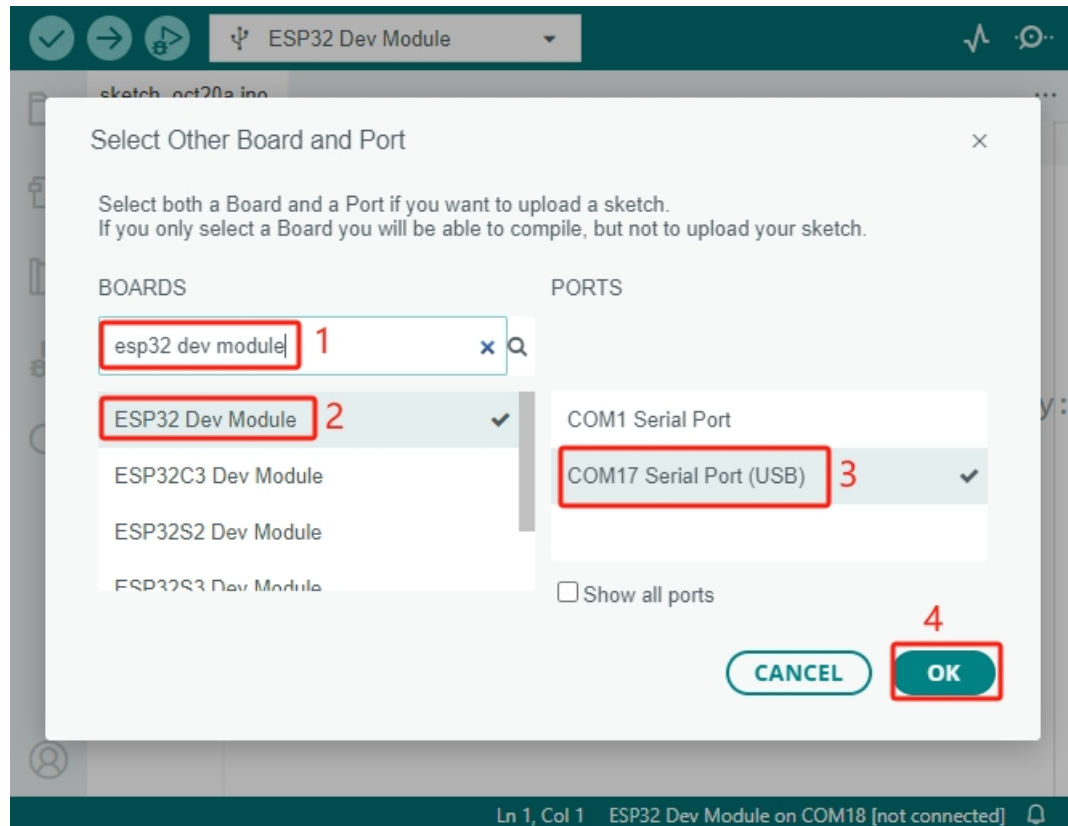 ESP32 Dev Module
sketch_oct20a.ino
Select Other Board and Port
Select both a Board and a Port if you want to upload a sketch.
If you only select a Board you will be able to compile, but not to upload your sketch.
BOARDS
PORTS
esp32 dev module
1
ESP32 Dev Module
2
COM1 Serial Port
ESP32C3 Dev Module
COM17 Serial Port (USB)
3
ESP32S2 Dev Module
ESP32S3 Dev Module
Show all ports
4
CANCEL
OK
y:
Ln 1, Col 1 ESP32 Dev Module on COM18 [not connected]